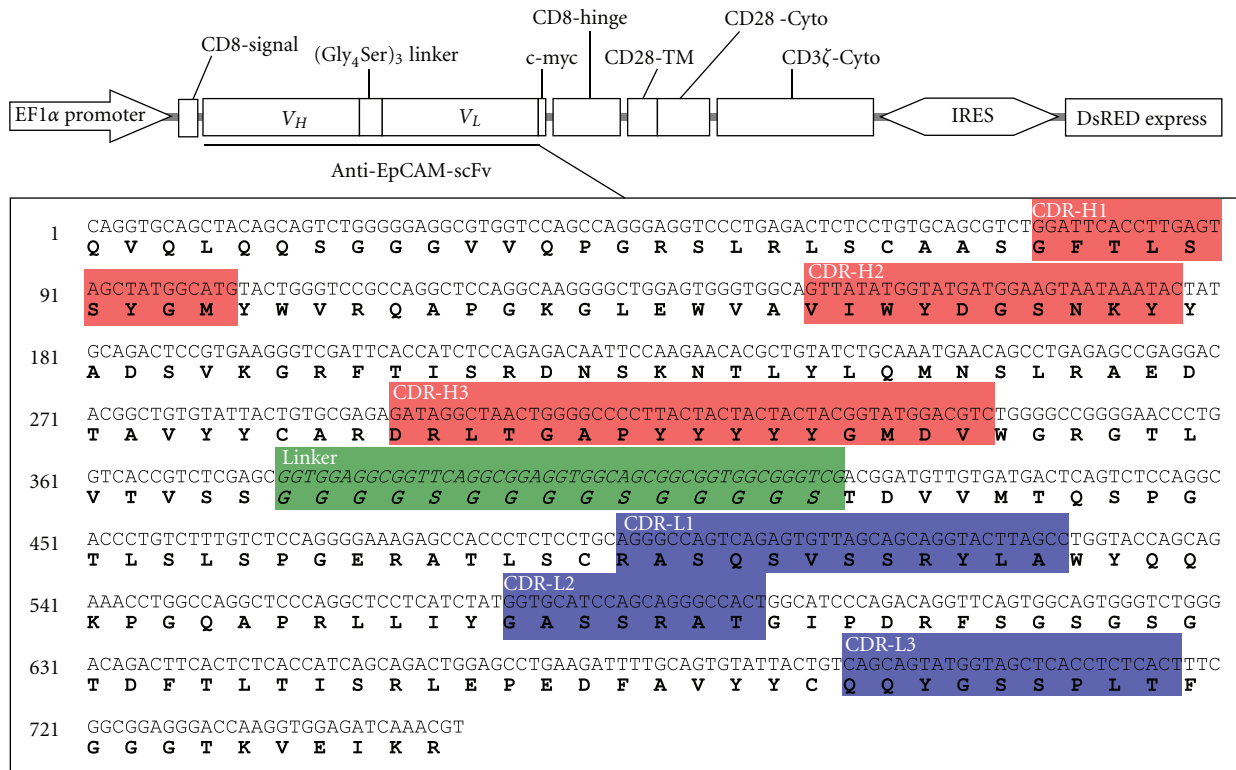 CD8-signal
(Gly4Ser)3 linker
c-myc
CD8-hinge
CD28-TM
CD28 -Cyto
CD3ζ-Cyto
EF1α promoter
VH
VL
IRES
DsRED express
Anti-EpCAM-scFv
CDR-H1
1 CAGGTGCAGCTACAGCAGTCTGGGGGAGGCGTGGTCCAGCCAGGGAGGTCCCTGAGACTCTCCTGTGCAGCGTCTGGATTCACCTTGAGT
Q V Q L Q Q S G G G V V Q P G R S L R L S C A A S G F T L S
CDR-H2
91 AGCTATGGCATGTACTGGGTCCGCCAGGCTCCAGGCAAGGGGCTGGAGTGGGTGGCAGTTATATGGTATGATGGAAGTAATAAATACTAT
S Y G M Y W V R Q A P G K G L E W V A V I W Y D G S N K Y Y
181 GCAGACTCCGTGAAGGGTCGATTCACCATCTCCAGAGACAATTCCAAGAACACGCTGTATCTGCAAATGAACAGCCTGAGAGCCGAGGAC
A D S V K G R F T I S R D N S K N T L Y L Q M N S L R A E D
CDR-H3
271 ACGGCTGTGTATTACTGTGCGAGAGATAGGCTAACTGGGGCCCCTTACTACTACTACTACGGTATGGACGTCTGGGGCCGGGGAACCCTG
T A V Y Y C A R D R L T G A P Y Y Y Y Y G M D V W G R G T L
Linker
361 GTCACCGTCTCGAGCGGTGGAGGCGGTTCAGGCGGAGGTGGCAGCGGCGGTGGCGGGTCGACGGATGTTGTGATGACTCAGTCTCCAGGC
V T V S S G G G G S G G G G S G G G G S T D V V M T Q S P G
CDR-L1
451 ACCCTGTCTTTGTCTCCAGGGGAAAGAGCCACCCTCTCCTGCAGGGCCAGTCAGAGTGTTAGCAGCAGGTACTTAGCCTGGTACCAGCAG
T L S L S P G E R A T L S C R A S Q S V S S R Y L A W Y Q Q
CDR-L2
541 AAACCTGGCCAGGCTCCCAGGCTCCTCATCTATGGTGCATCCAGCAGGGCCACTGGCATCCCAGACAGGTTCAGTGGCAGTGGGTCTGGG
K P G Q A P R L L I Y G A S S R A T G I P D R F S G S G S G
CDR-L3
631 ACAGACTTCACTCTCACCATCAGCAGACTGGAGCCTGAAGATTTTGCAGTGTATTACTGTCAGCAGTATGGTAGCTCACCTCTCACTTTC
T D F T L T I S R L E P E D F A V Y Y C Q Q Y G S S P L T F
721 GGCGGAGGGACCAAGGTGGAGATCAAACGT
G G G T K V E I K R